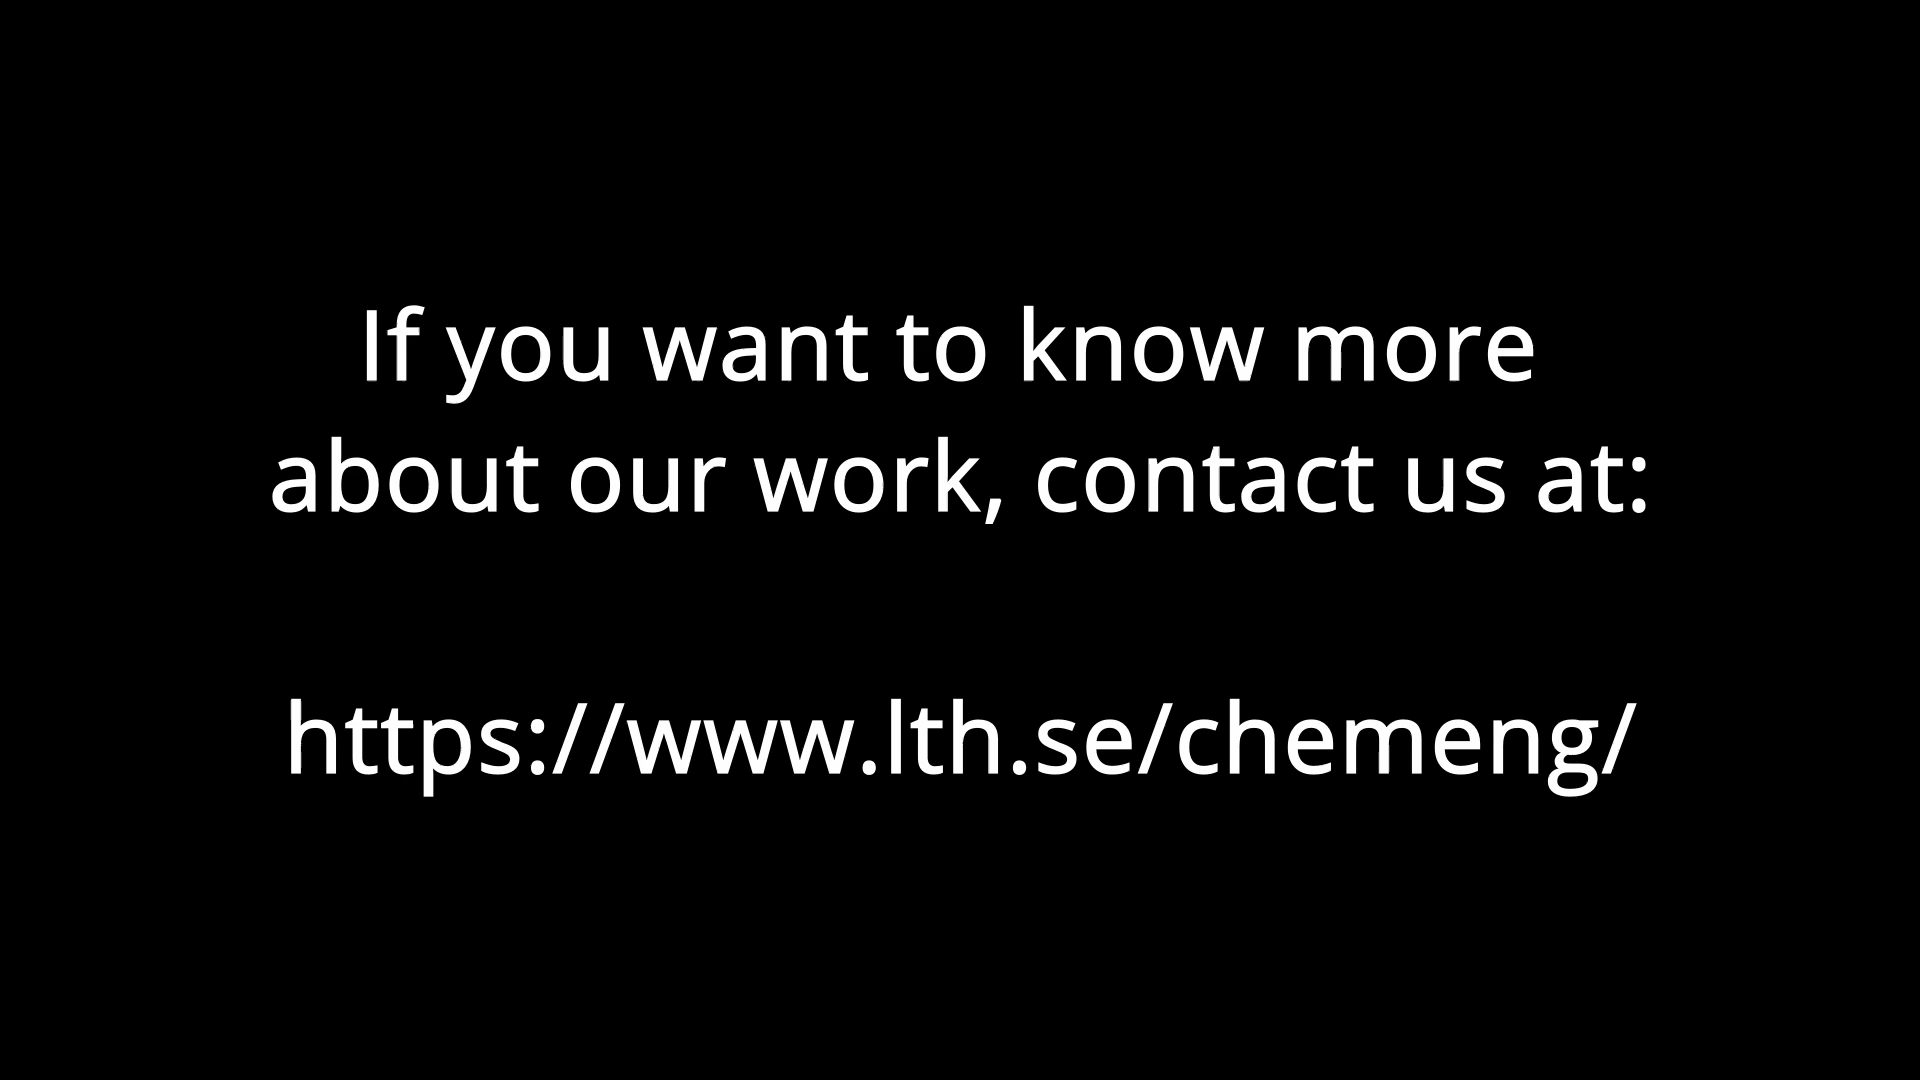 If you want to know more
about our work, contact us at:
https://www.lth.se/chemeng/